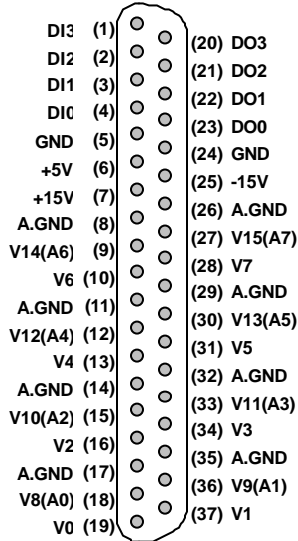 DI3 (1)
DI2 (2)
DI1 (3)
DI0 (4)
GND (5)
+5V (6)
+15V (7)
A.GND (8)
V14(A6) (9)
V6 (10)
A.GND (11)
V12(A4) (12)
V4 (13)
A.GND (14)
V10(A2) (15)
V2 (16)
A.GND (17)
V8(A0) (18)
V0 (19)
(20) DO3
(21) DO2
(22) DO1
(23) DO0
(24) GND
(25) -15V
(26) A.GND
(27) V15(A7)
(28) V7
(29) A.GND
(30) V13(A5)
(31) V5
(32) A.GND
(33) V11(A3)
(34) V3
(35) A.GND
(36) V9(A1)
(37) V1